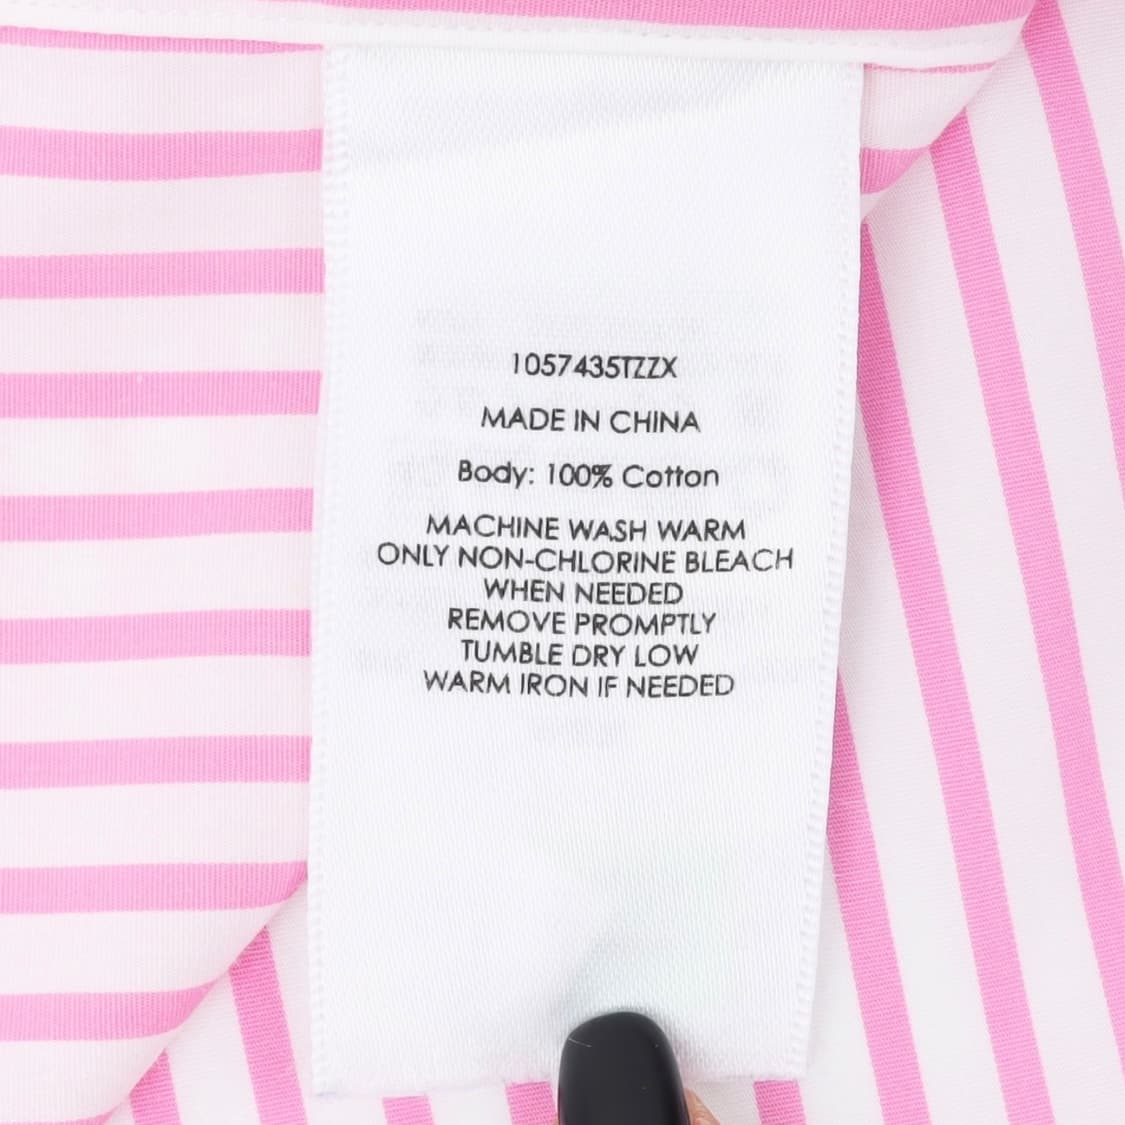 1057435TZZX
MADE IN CHINA
Body: 100% Cotton
MACHINE WASH WARM
ONLY NON-CHLORINE BLEACH
WHEN NEEDED
REMOVE PROMPTLY
TUMBLE DRY LOW
WARM IRON IF NEEDED